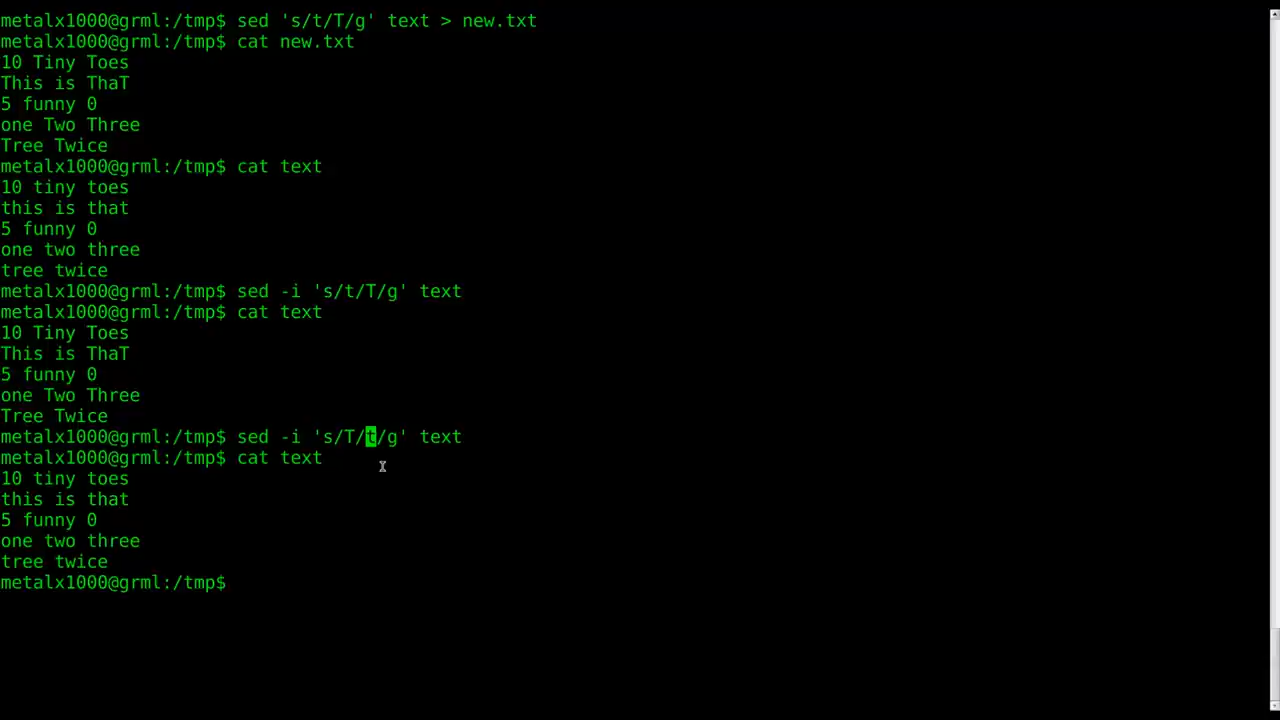 metalx1000@grml:/tmp$ sed 's/t/T/g' text > new.txt
metalx1000@grml:/tmp$ cat new.txt
10 Tiny Toes
This is ThaT
5 funny 0
one Two Three
Tree Twice
metalx1000@grml:/tmp$ cat text
10 tiny toes
this is that
5 funny 0
one two three
tree twice
metalx1000@grml:/tmp$ sed -i 's/t/T/g' text
metalx1000@grml:/tmp$ cat text
10 Tiny Toes
This is ThaT
5 funny 0
one Two Three
Tree Twice
metalx1000@grml:/tmp$ sed -i 's/T/t/g' text
metalx1000@grml:/tmp$ cat text
10 tiny toes
this is that
5 funny 0
one two three
tree twice
metalx1000@grml:/tmp$